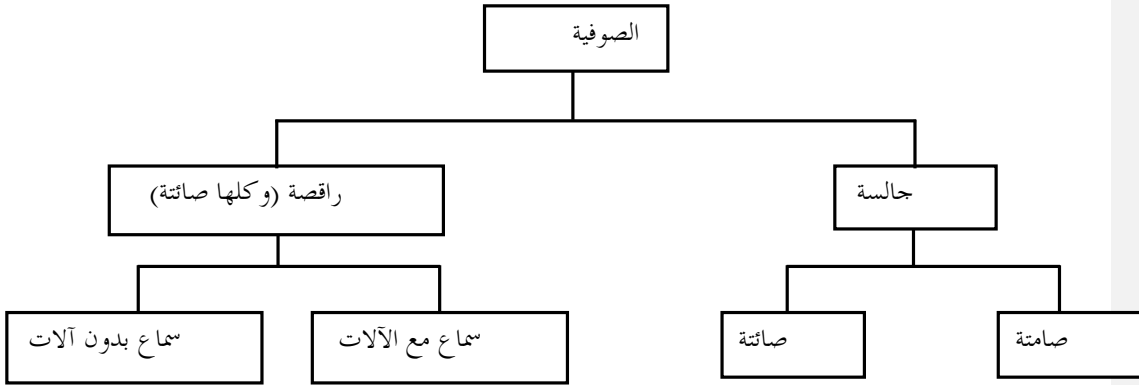 الصوفية
جالسة
راقصة (وكلها صائتة)
صامتة
صائتة
سماع مع الآلات
سماع بدون آلات